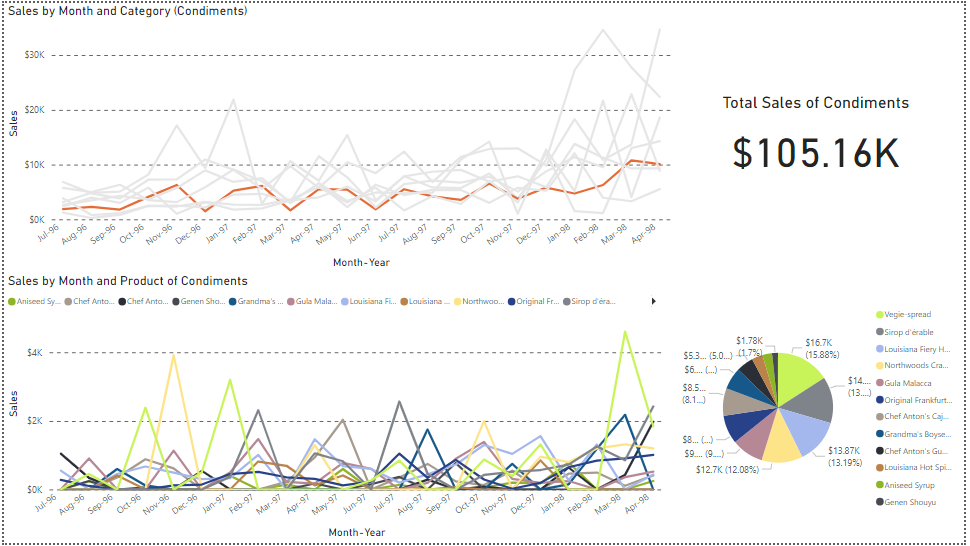 Sales by Month and Category (Condiments)
$30K
$20K
$10K
$0K
Sales
Jul-96
Aug-96
Sep-96
Oct-96
Nov-96
Dec-96
Jan-97
Feb-97
Mar-97
Apr-97
May-97
Jun-97
Jul-97
Aug-97
Sep-97
Oct-97
Nov-97
Dec-97
Jan-98
Feb-98
Mar-98
Apr-98
Month-Year
Total Sales of Condiments
$105.16K
Sales by Month and Product of Condiments
Aniseed Sy... Chef Anto... Chef Anto... Genen Sho... Grandma's ... Gula Mala... Louisiana Fi... Louisiana ... Northwoo... Original Fr... Sirop d'éra...
$4K
$2K
$0K
Sales
Jul-96
Aug-96
Sep-96
Oct-96
Nov-96
Dec-96
Jan-97
Feb-97
Mar-97
Apr-97
May-97
Jun-97
Jul-97
Aug-97
Sep-97
Oct-97
Nov-97
Dec-97
Jan-98
Feb-98
Mar-98
Apr-...
Month-Year
$1.78K
(1.7%)
$16.7K
(15.88%)
$14....
(13....)
$13.87K
(13.19%)
$12.7K (12.08%)
$9.... (9....)
$8... (...)
$8.5...
(8.1...)
$6.... (...)
$5.3... (5.0...)
Vegie-spread
Sirop d'érable
Louisiana Fiery H...
Northwoods Cra...
Gula Malacca
Original Frankfurt...
Chef Anton's Caj...
Grandma's Boyse...
Chef Anton's Gu...
Louisiana Hot Spi...
Aniseed Syrup
Genen Shouyu